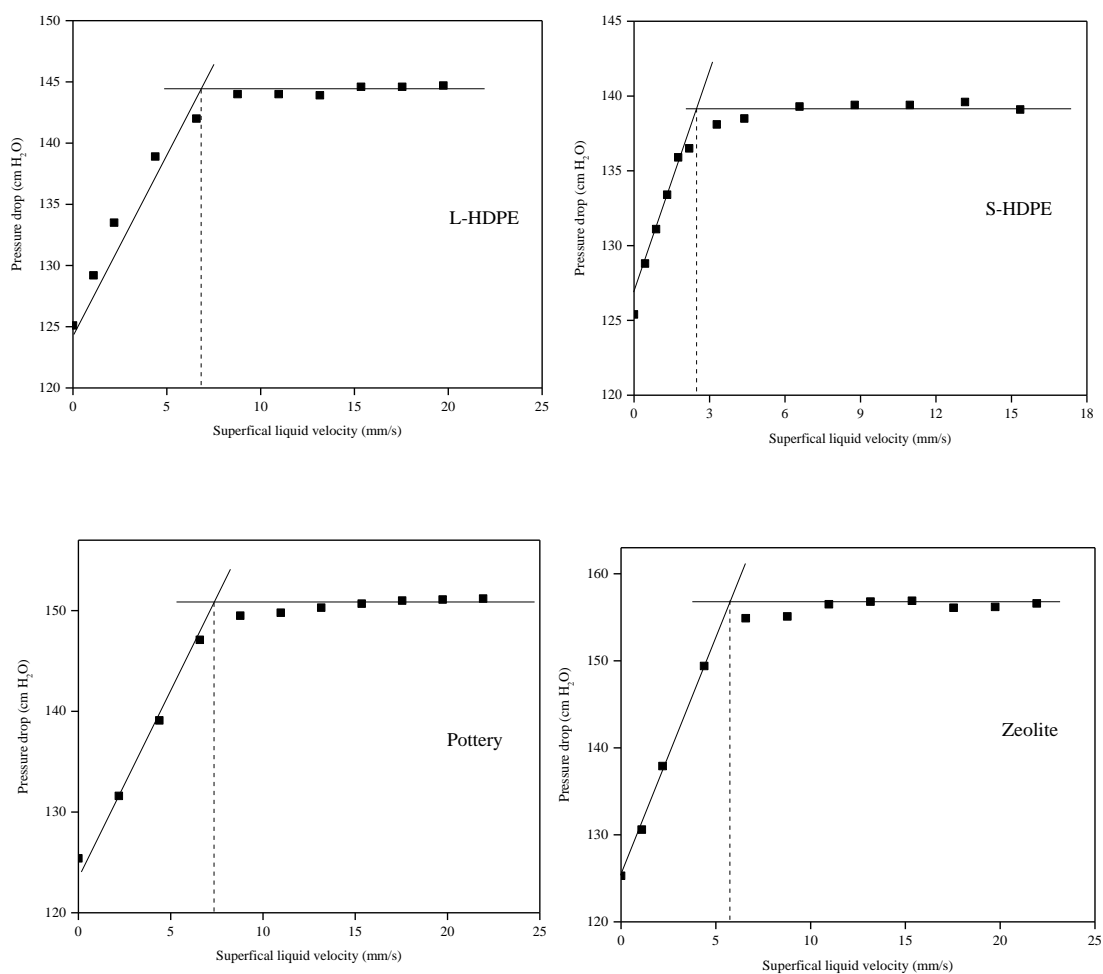 150
145
140
135
130
125
120
Pressure drop (cm H₂O)
L-HDPE
0 5 10 15 20 25
Superfical liquid velocity (mm/s)
145
140
135
130
125
120
Pressure drop (cm H₂O)
S-HDPE
0 3 6 9 12 15 18
Superfical liquid velocity (mm/s)
150
140
130
120
Pressure drop (cm H₂O)
Pottery
0 5 10 15 20 25
Superfical liquid velocity (mm/s)
160
150
140
130
120
Pressure drop (cm H₂O)
Zeolite
0 5 10 15 20 25
Superfical liquid velocity (mm/s)